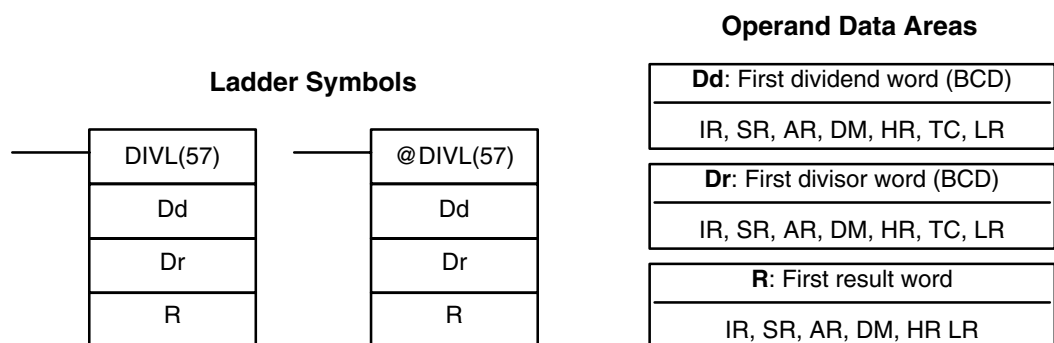 Ladder Symbols
DIVL(57)
Dd
Dr
R
@DIVL(57)
Dd
Dr
R
Operand Data Areas
Dd: First dividend word (BCD)
IR, SR, AR, DM, HR, TC, LR
Dr: First divisor word (BCD)
IR, SR, AR, DM, HR, TC, LR
R: First result word
IR, SR, AR, DM, HR LR